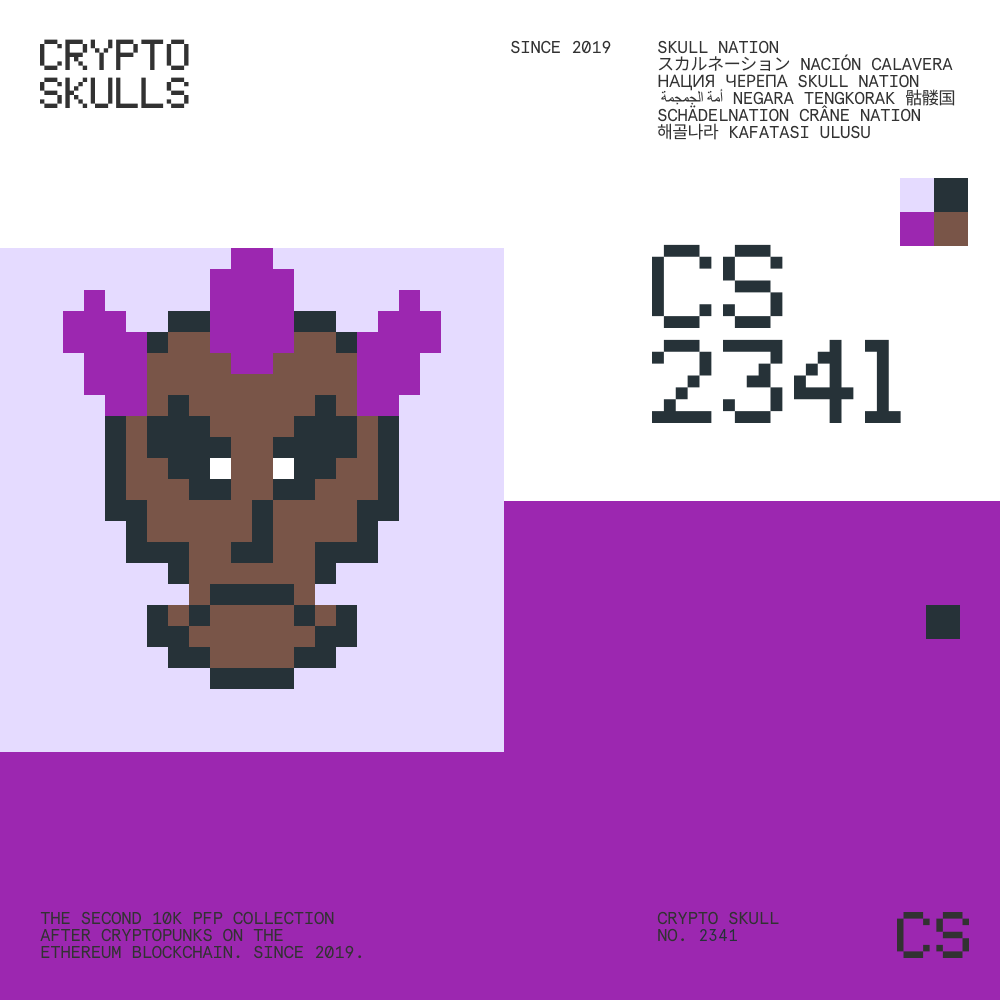 CRYPTO
SKULLS
SINCE 2019
SKULL NATION
スカルネーション NACIÓN CALAVERA
НАЦИЯ ЧЕРЕПА SKULL NATION
أمة الجمجمة NEGARA TENGKORAK 骷髅国
SCHÄDELNATION CRÂNE NATION
해골나라 KAFATASI ULUSU
CS
2341
THE SECOND 10K PFP COLLECTION
AFTER CRYPTOPUNKS ON THE
ETHEREUM BLOCKCHAIN. SINCE 2019.
CRYPTO SKULL
NO. 2341
CS